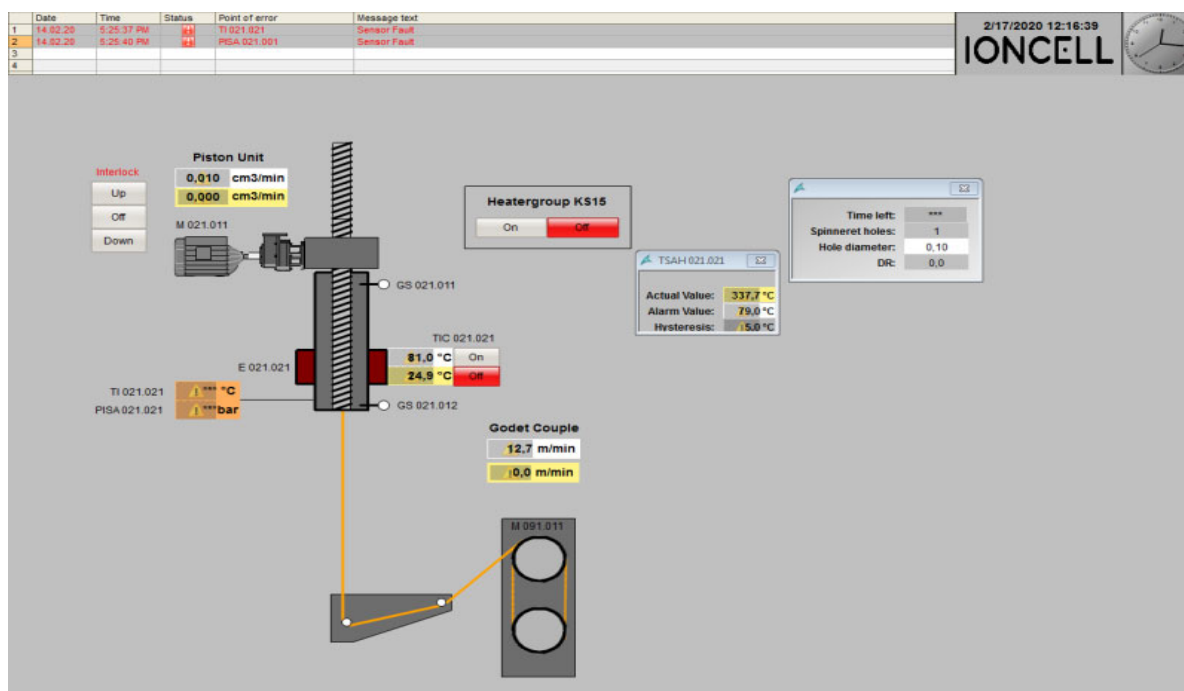 Date Time Status Point of error Message text
1 14.02.20 5:25:37 PM TI 021.021 Sensor Fault
2 14.02.20 5:25:40 PM PISA 021.001 Sensor Fault
3
4
2/17/2020 12:16:39
IONCELL
Piston Unit
Interlock
0,010 cm3/min
Up
0,000 cm3/min
Off
M 021.011
Down
Heatergroup KS15
On Off
Time left: ***
Spinneret holes: 1
Hole diameter: 0,10
DR: 0,0
TSAH 021.021
Actual Value: 337,7 °C
Alarm Value: 79,0 °C
Hysteresis: 5,0 °C
GS 021.011
TIC 021.021
81,0 °C On
E 021.021
24,9 °C Off
TI 021.021 *** °C
PISA 021.021 *** bar
GS 021.012
Godet Couple
12,7 m/min
0,0 m/min
M 091.011